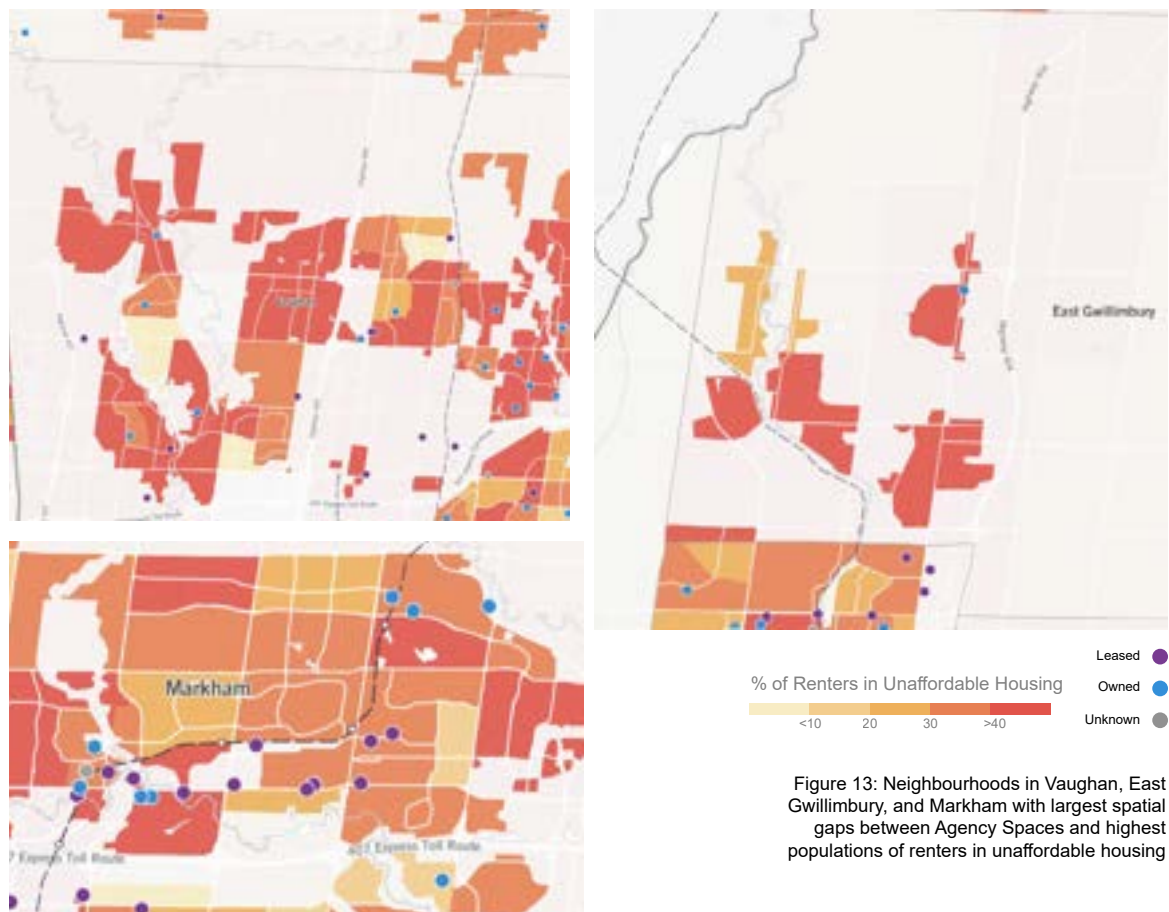 East Gwillimbury
Markham
407 Express Toll Route
7 Express Toll Route
Leased
Owned
Unknown
% of Renters in Unaffordable Housing
<10 20 30 >40
Figure 13: Neighbourhoods in Vaughan, East
Gwillimbury, and Markham with largest spatial
gaps between Agency Spaces and highest
populations of renters in unaffordable housing